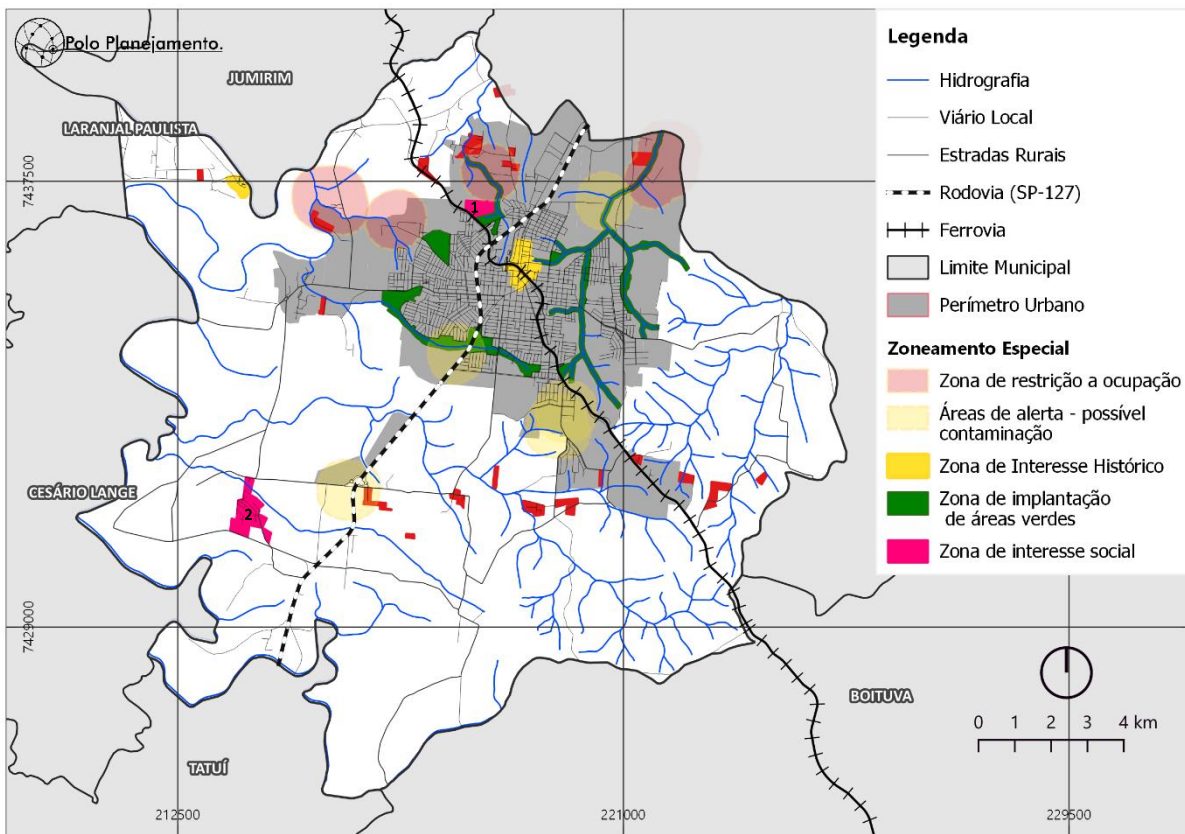 Polo Planejamento.
JUMIRIM
LARANJAL PAULISTA
CESÁRIO LANGE
TATUÍ
BOITUVA
1
2
7437500
7429000
212500
221000
229500
Legenda
Hidrografia
Viário Local
Estradas Rurais
Rodovia (SP-127)
Ferrovia
Limite Municipal
Perímetro Urbano
Zoneamento Especial
Zona de restrição a ocupação
Áreas de alerta - possível
contaminação
Zona de Interesse Histórico
Zona de implantação
de áreas verdes
Zona de interesse social
0 1 2 3 4 km